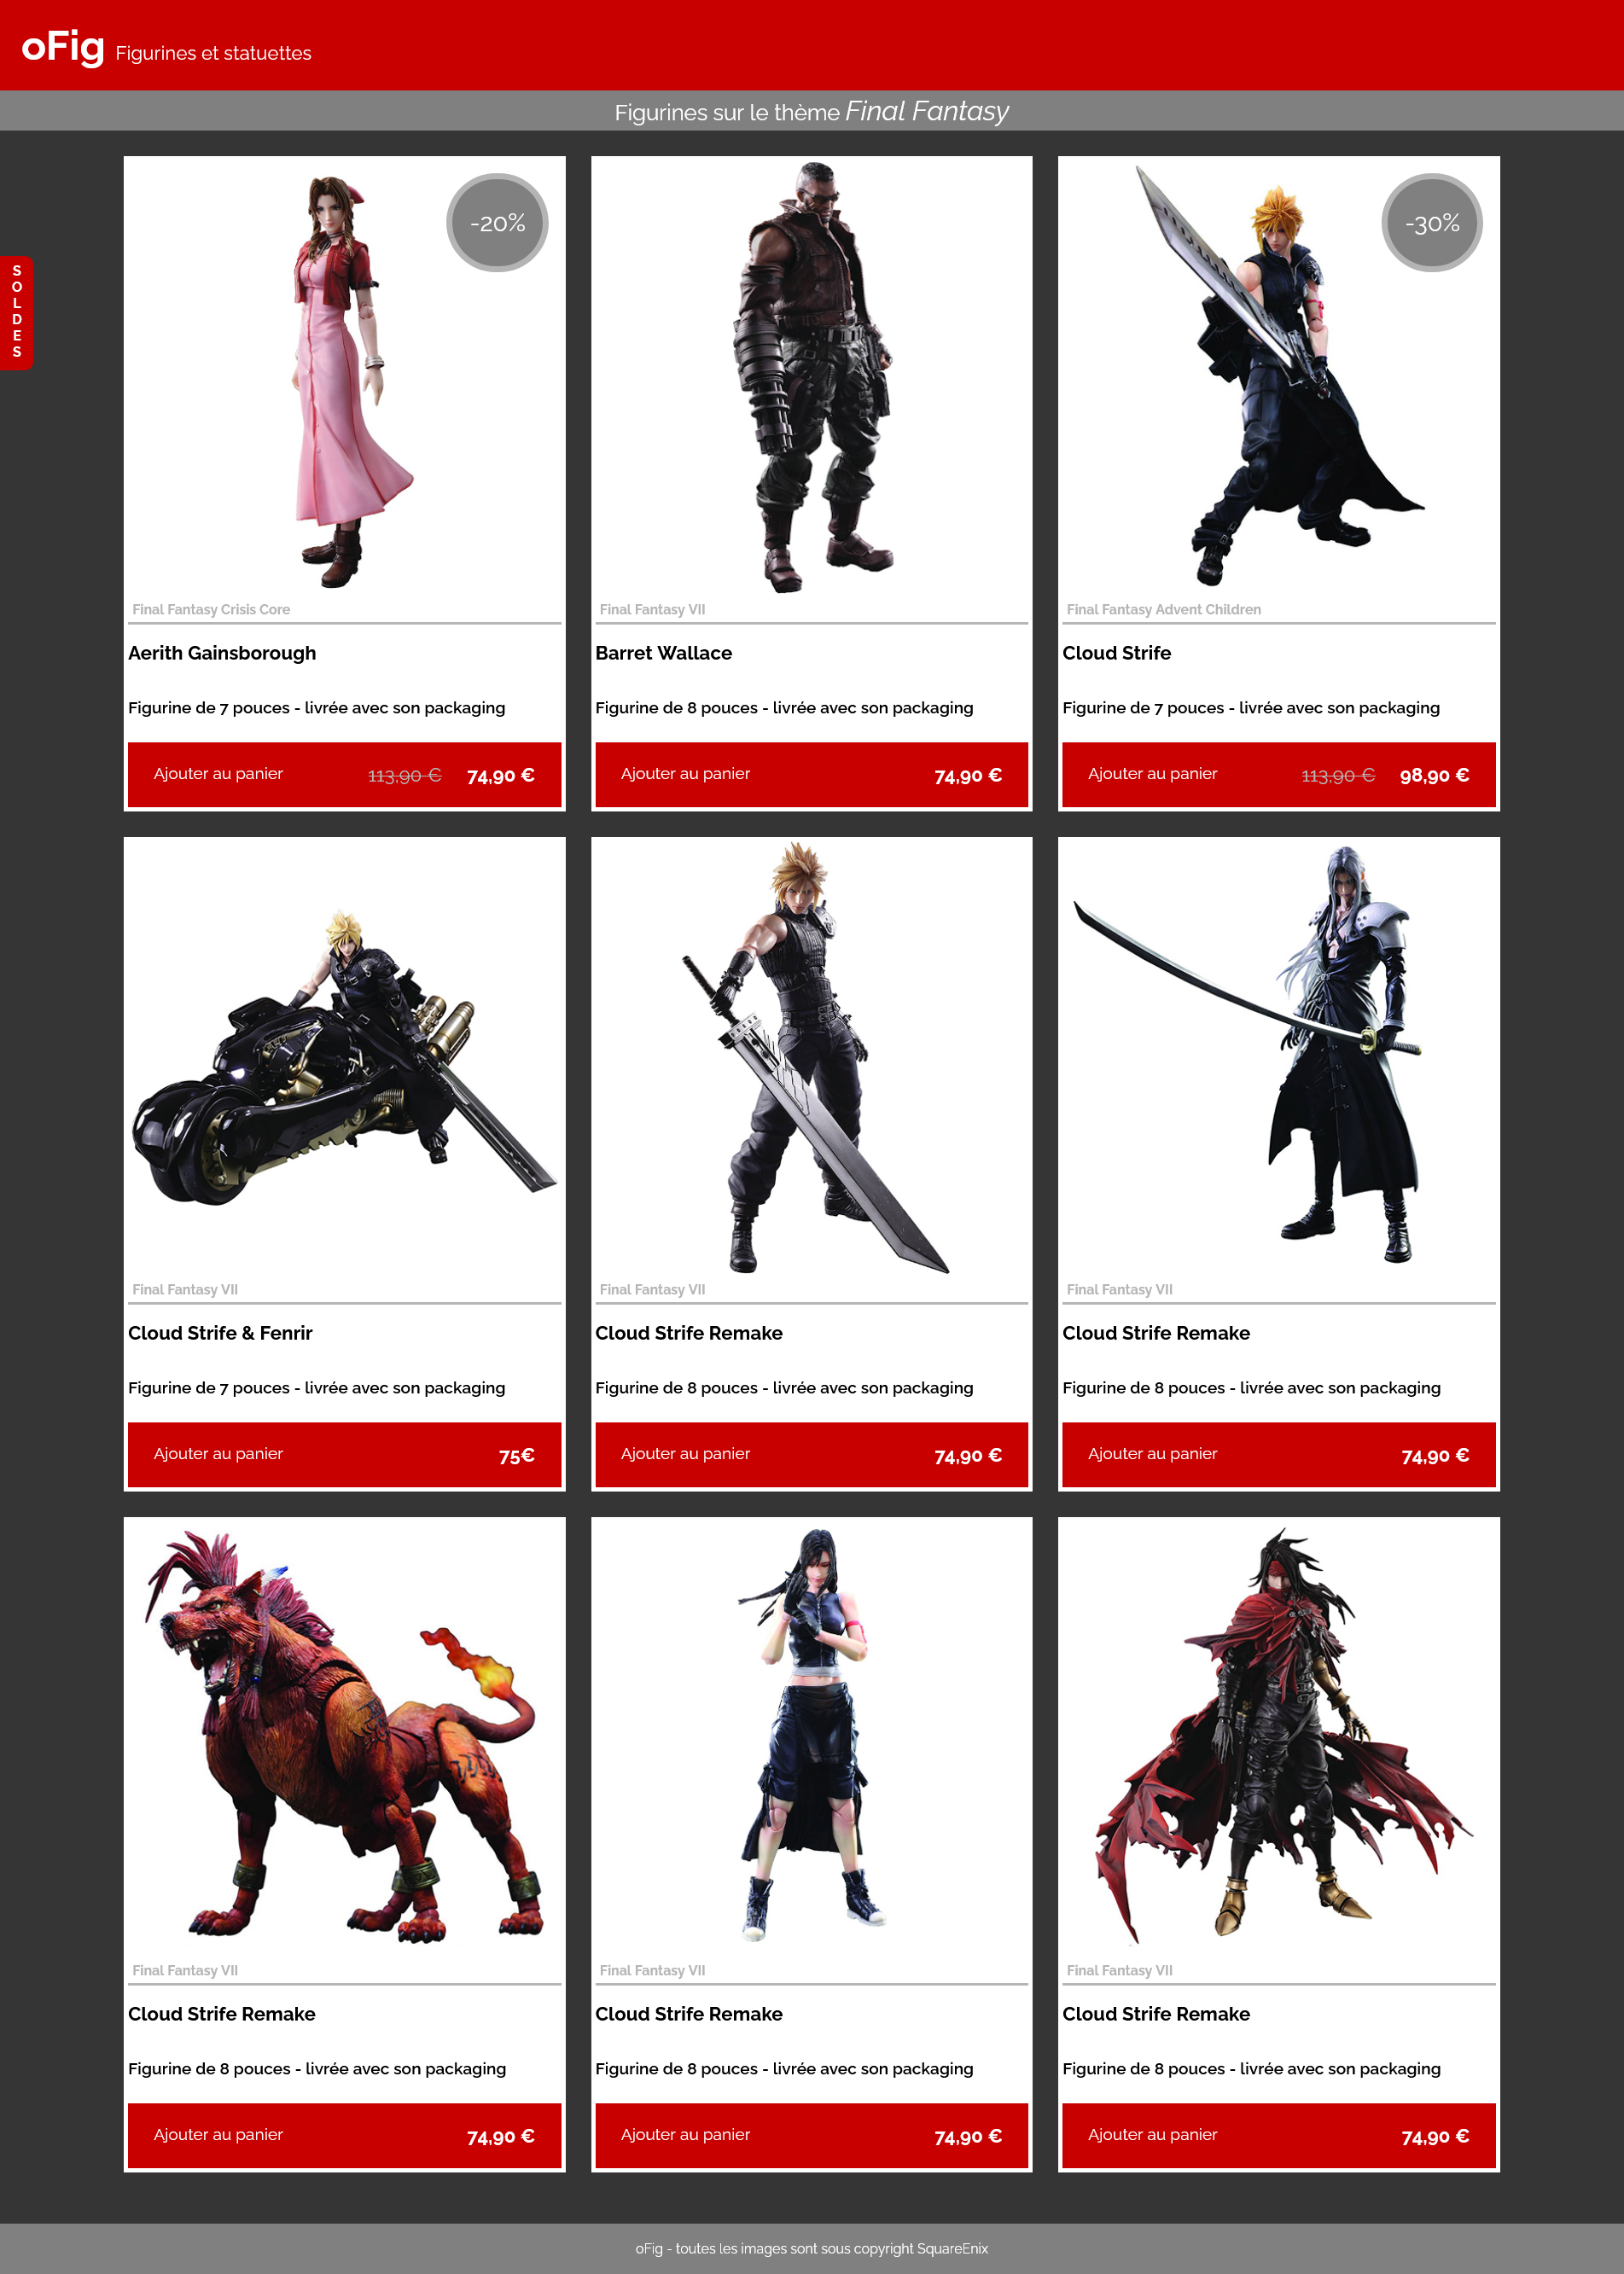 oFig Figurines et statuettes
Figurines sur le thème Final Fantasy
S
O
L
D
E
S
-20%
Final Fantasy Crisis Core
Aerith Gainsborough
Figurine de 7 pouces - livrée avec son packaging
Ajouter au panier 113,90 € 74,90 €
Final Fantasy VII
Barret Wallace
Figurine de 8 pouces - livrée avec son packaging
Ajouter au panier 74,90 €
-30%
Final Fantasy Advent Children
Cloud Strife
Figurine de 7 pouces - livrée avec son packaging
Ajouter au panier 113,90 € 98,90 €
Final Fantasy VII
Cloud Strife & Fenrir
Figurine de 7 pouces - livrée avec son packaging
Ajouter au panier 75€
Final Fantasy VII
Cloud Strife Remake
Figurine de 8 pouces - livrée avec son packaging
Ajouter au panier 74,90 €
Final Fantasy VII
Cloud Strife Remake
Figurine de 8 pouces - livrée avec son packaging
Ajouter au panier 74,90 €
Final Fantasy VII
Cloud Strife Remake
Figurine de 8 pouces - livrée avec son packaging
Ajouter au panier 74,90 €
Final Fantasy VII
Cloud Strife Remake
Figurine de 8 pouces - livrée avec son packaging
Ajouter au panier 74,90 €
Final Fantasy VII
Cloud Strife Remake
Figurine de 8 pouces - livrée avec son packaging
Ajouter au panier 74,90 €
oFig - toutes les images sont sous copyright SquareEnix